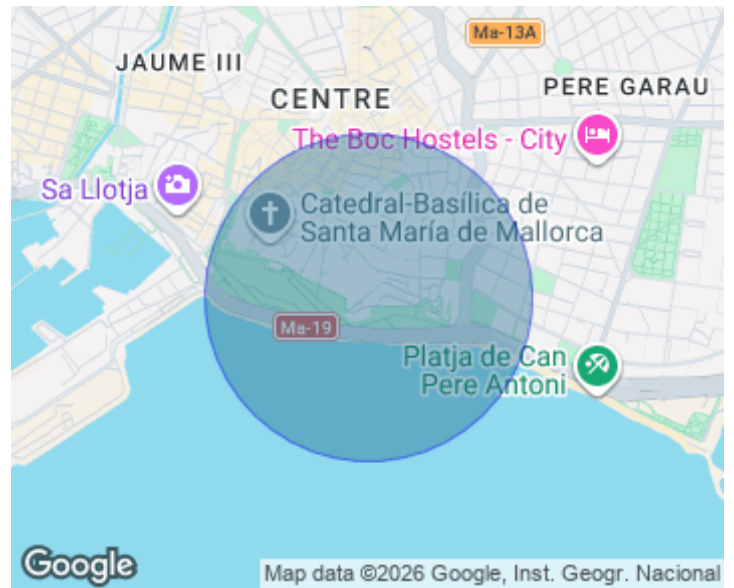 Ma-13A
JAUME III
PERE GARAU
CENTRE
The Boc Hostels - City
Sa Llotja
Catedral-Basílica de
Santa María de Mallorca
Ma-19
Platja de Can
Pere Antoni
Google
Map data ©2026 Google, Inst. Geogr. Nacional